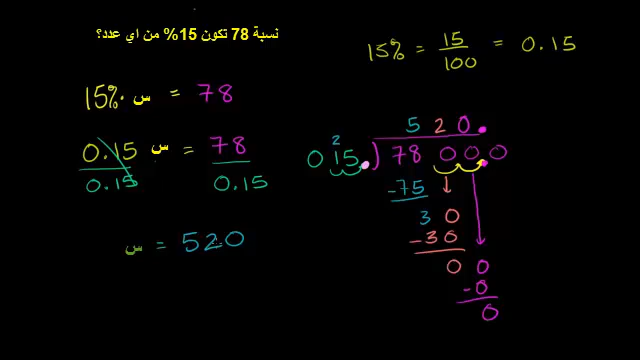 نسبة 78 تكون 15% من اي عدد؟
15% = 15/100 = 0.15
15%· س = 78
0.15 س = 78
0.15 0.15
س = 520
520.
2
015.)78000
-75
30
-30
00
-0
0